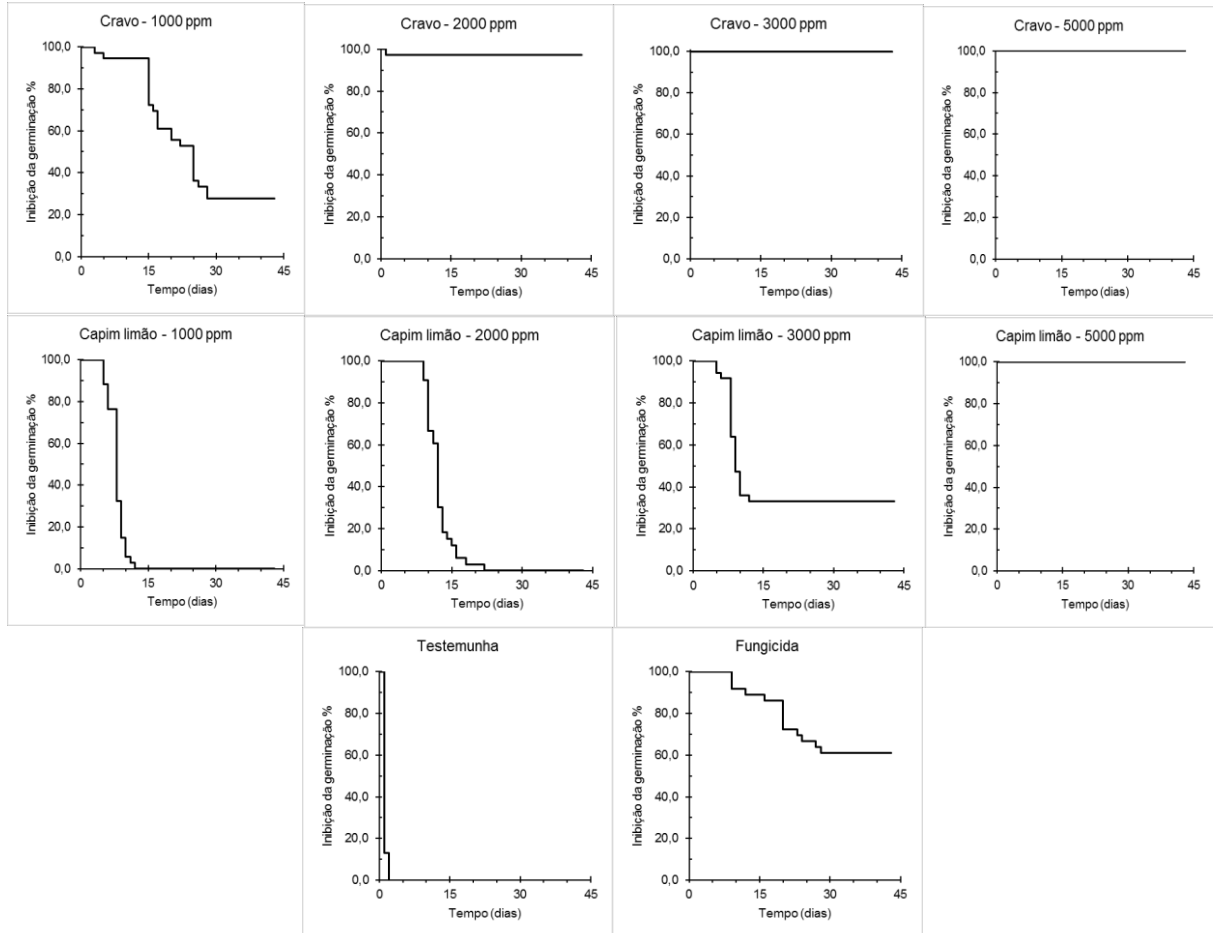 Cravo - 1000 ppm
Inibição da germinação %
100,0
80,0
60,0
40,0
20,0
0,0
0 15 30 45
Tempo (dias)
Cravo - 2000 ppm
Inibição da germinação %
100,0
80,0
60,0
40,0
20,0
0,0
0 15 30 45
Tempo (dias)
Cravo - 3000 ppm
Inibição da germinação %
100,0
80,0
60,0
40,0
20,0
0,0
0 15 30 45
Tempo (dias)
Cravo - 5000 ppm
Inibição da germinação %
100,0
80,0
60,0
40,0
20,0
0,0
0 15 30 45
Tempo (dias)
Capim limão - 1000 ppm
Inibição da germinação %
100,0
80,0
60,0
40,0
20,0
0,0
0 15 30 45
Tempo (dias)
Capim limão - 2000 ppm
Inibição da germinação %
100,0
80,0
60,0
40,0
20,0
0,0
0 15 30 45
Tempo (dias)
Capim limão - 3000 ppm
Inibição da germinação %
100,0
80,0
60,0
40,0
20,0
0,0
0 15 30 45
Tempo (dias)
Capim limão - 5000 ppm
Inibição da germinação %
100,0
80,0
60,0
40,0
20,0
0,0
0 15 30 45
Tempo (dias)
Testemunha
Inibição da germinação %
100,0
80,0
60,0
40,0
20,0
0,0
0 15 30 45
Tempo (dias)
Fungicida
Inibição da germinação %
100,0
80,0
60,0
40,0
20,0
0,0
0 15 30 45
Tempo (dias)